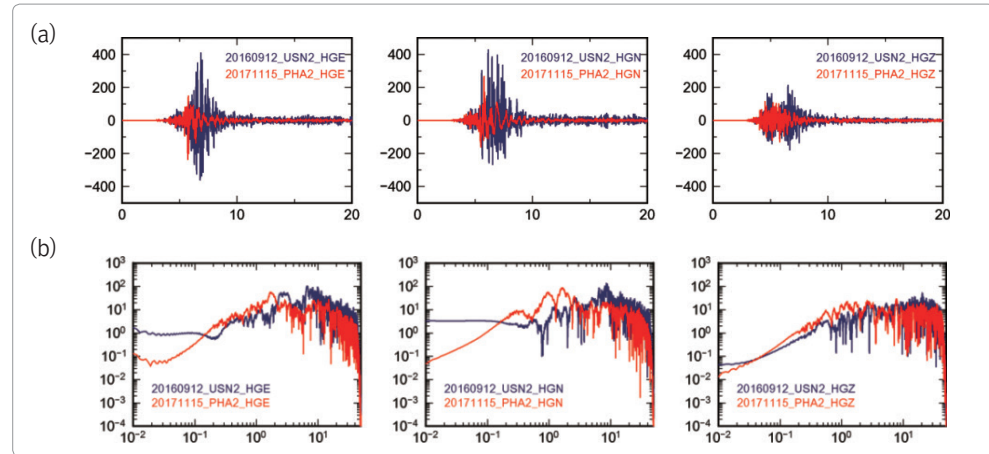 (a)
400
200
0
−200
−400
20160912_USN2_HGE
20171115_PHA2_HGE
0 10 20
400
200
0
−200
−400
20160912_USN2_HGN
20171115_PHA2_HGN
0 10 20
400
200
0
−200
−400
20160912_USN2_HGZ
20171115_PHA2_HGZ
0 10 20
(b)
10³
10²
10¹
10⁰
10⁻¹
10⁻²
10⁻³
10⁻⁴
20160912_USN2_HGE
20171115_PHA2_HGE
10⁻² 10⁻¹ 10⁰ 10¹
10³
10²
10¹
10⁰
10⁻¹
10⁻²
10⁻³
10⁻⁴
20160912_USN2_HGN
20171115_PHA2_HGN
10⁻² 10⁻¹ 10⁰ 10¹
10³
10²
10¹
10⁰
10⁻¹
10⁻²
10⁻³
10⁻⁴
20160912_USN2_HGZ
20171115_PHA2_HGZ
10⁻² 10⁻¹ 10⁰ 10¹